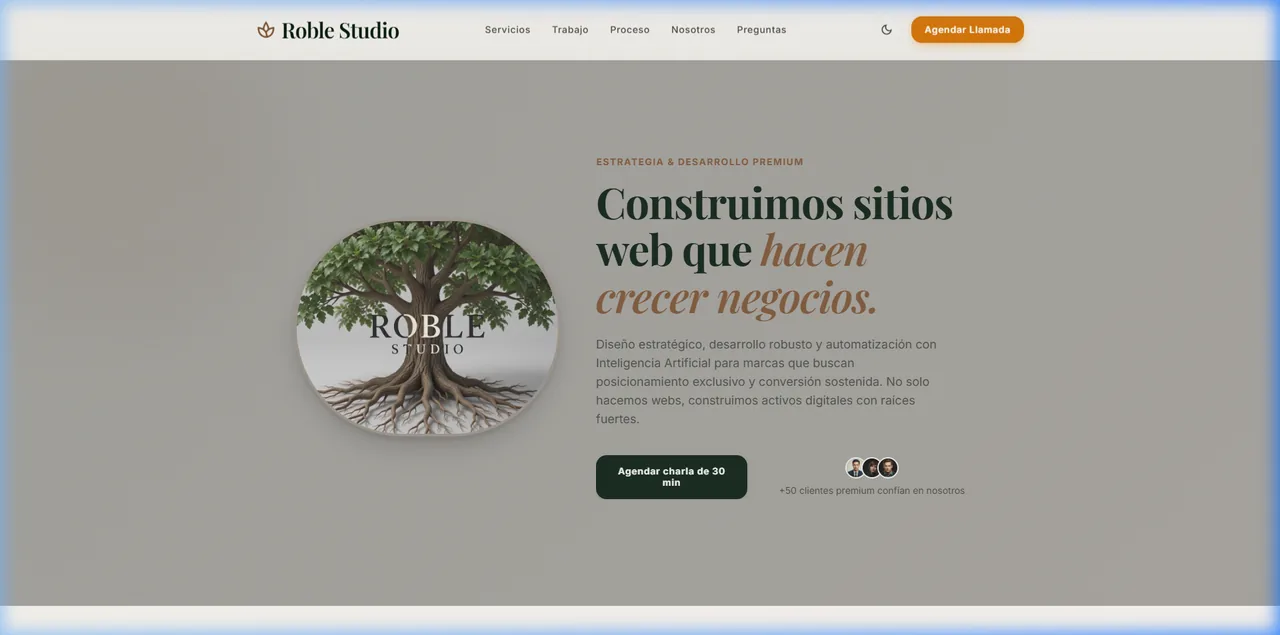 Roble Studio
Servicios
Trabajo
Proceso
Nosotros
Preguntas
Agendar Llamada
ESTRATEGIA & DESARROLLO PREMIUM
Construimos sitios
web que hacen
crecer negocios.
ROBLE
STUDIO
Diseño estratégico, desarrollo robusto y automatización con
Inteligencia Artificial para marcas que buscan
posicionamiento exclusivo y conversión sostenida. No solo
hacemos webs, construimos activos digitales con raíces
fuertes.
Agendar charla de 30
min
+50 clientes premium confían en nosotros